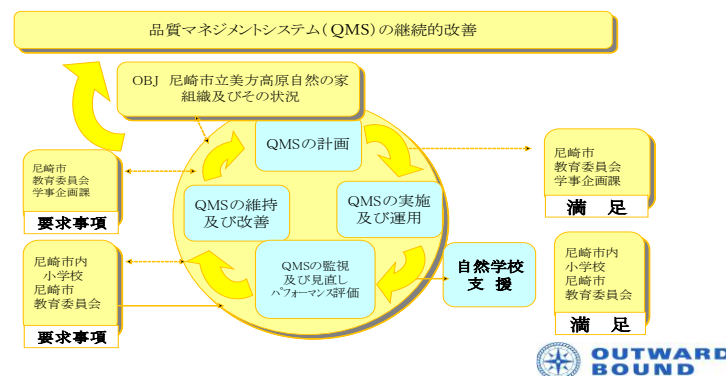 品質マネジメントシステム（QMS）の継続的改善
OBJ 尼崎市立美方高原自然の家
組織及びその状況
QMSの計画
尼崎市
教育委員会
学事企画課
要求事項
QMSの維持
及び改善
QMSの実施
及び運用
尼崎市
教育委員会
学事企画課
満 足
尼崎市内
小学校
尼崎市
教育委員会
要求事項
QMSの監視
及び見直し
パフォーマンス評価
自然学校
支 援
尼崎市内
小学校
尼崎市
教育委員会
満 足
OUTWARD
BOUND